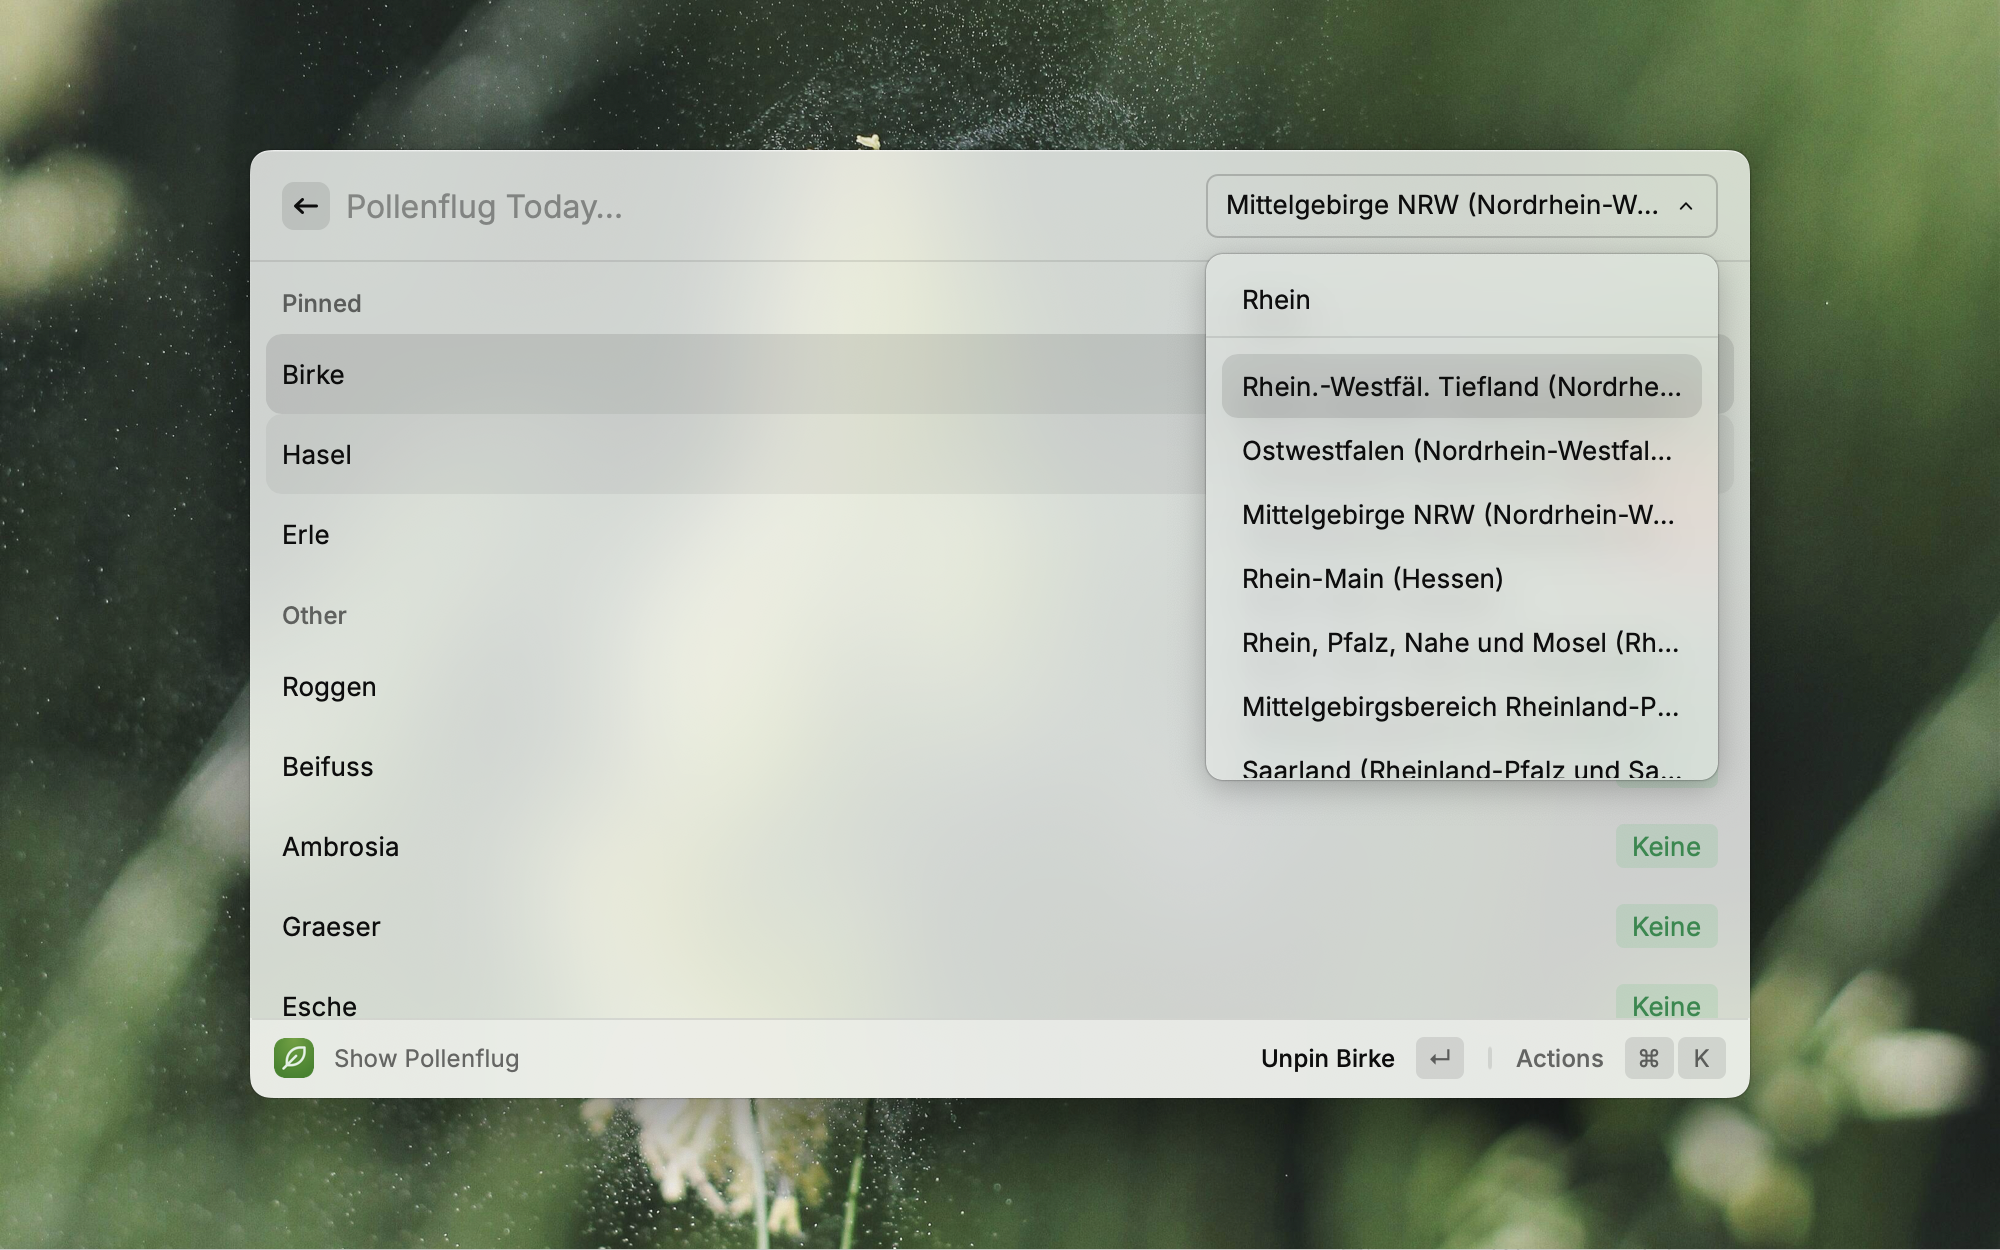 Pollenflug Today...
Mittelgebirge NRW (Nordrhein-W...
Pinned
Birke
Hasel
Erle
Other
Roggen
Beifuss
Ambrosia
Keine
Graeser
Keine
Esche
Keine
Rhein
Rhein.-Westfäl. Tiefland (Nordrhe...
Ostwestfalen (Nordrhein-Westfal...
Mittelgebirge NRW (Nordrhein-W...
Rhein-Main (Hessen)
Rhein, Pfalz, Nahe und Mosel (Rh...
Mittelgebirgsbereich Rheinland-P...
Saarland (Rheinland-Pfalz und Sa...
Show Pollenflug
Unpin Birke
Actions ⌘ K